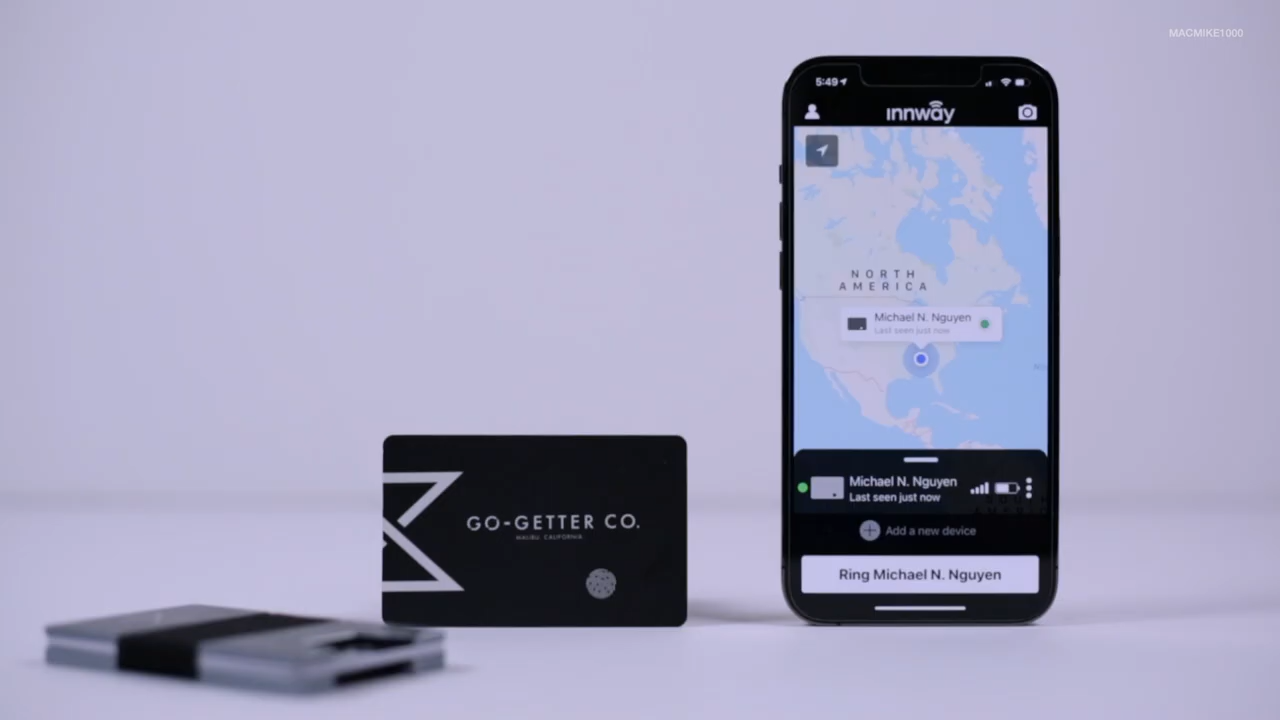 MACMIKE1000
5:49
innway
NORTH
AMERICA
Michael N. Nguyen
Last seen just now
Michael N. Nguyen
Last seen just now
Add a new device
Ring Michael N. Nguyen
GO-GETTER CO.
MALIBU, CALIFORNIA